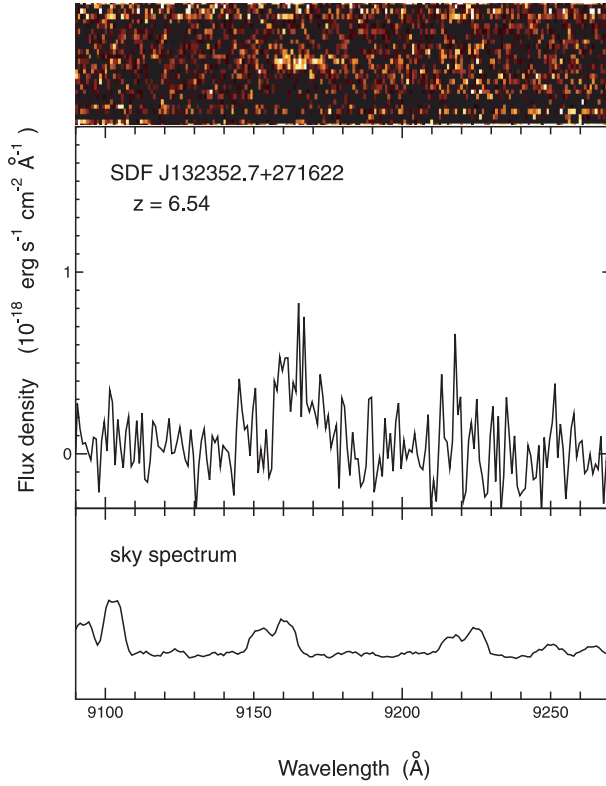 SDF J132352.7+271622
z = 6.54
Flux density (10⁻¹⁸ erg s⁻¹ cm⁻² Å⁻¹)
1
0
sky spectrum
9100 9150 9200 9250
Wavelength (Å)